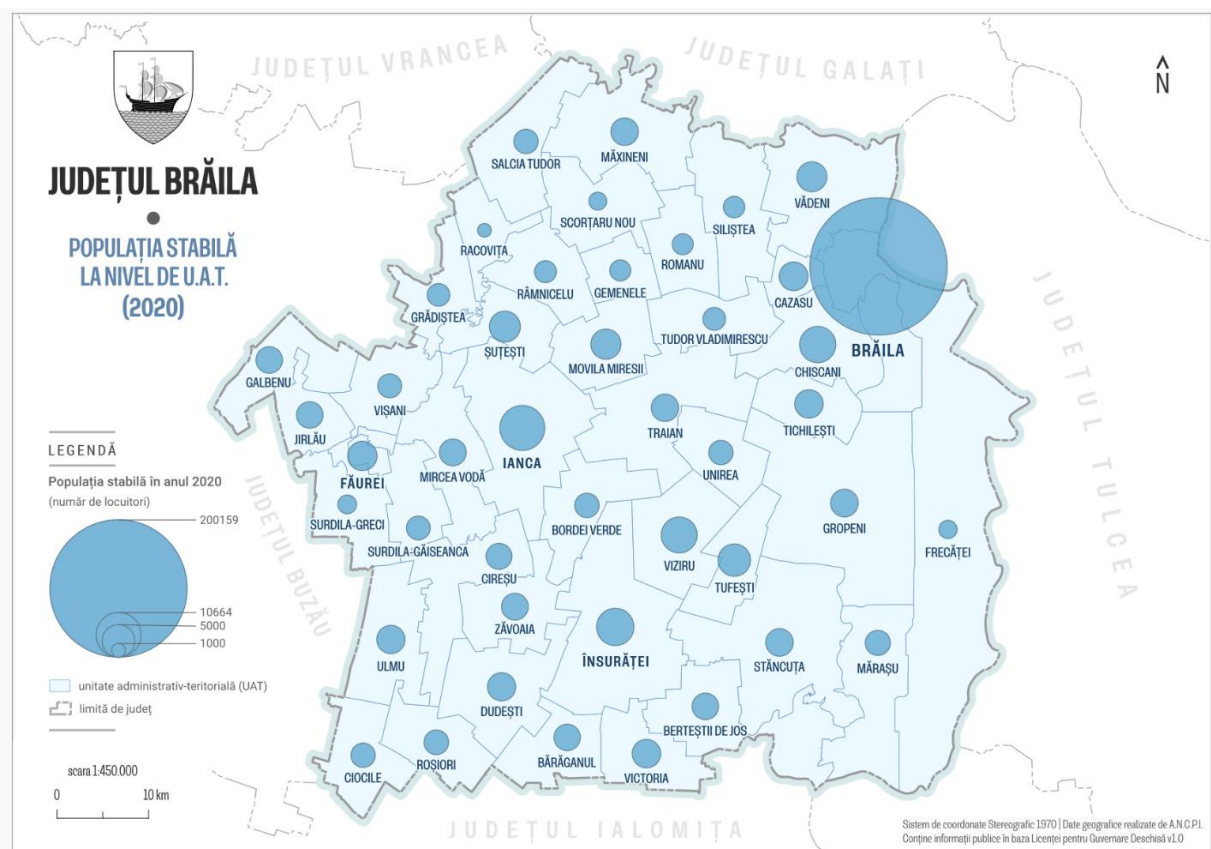 JUDEȚUL VRANCEA
JUDEȚUL GALAȚI
N
JUDEȚUL BRĂILA
POPULAȚIA STABILĂ
LA NIVEL DE U.A.T.
(2020)
SALCIA TUDOR
MĂXINENI
VĂDENI
SCORȚARU NOU
SILIȘTEA
RACOVIȚA
ROMANU
RÂMNICELU
GEMENELE
CAZASU
GRĂDIȘTEA
TUDOR VLADIMIRESCU
ȘUȚEȘTI
MOVILA MIRESII
BRĂILA
CHISCANI
GALBENU
VIȘANI
JIRLĂU
TRAIAN
TICHILEȘTI
IANCA
MIRCEA VODĂ
UNIREA
FĂUREI
SURDILA-GRECI
BORDEI VERDE
GROPENI
SURDILA-GĂISEANCA
FRECĂȚEI
VIZIRU
CIREȘU
TUFEȘTI
ZĂVOAIA
ULMU
ÎNSURĂȚEI
STĂNCUȚA
MĂRAȘU
DUDEȘTI
BERTEȘTII DE JOS
ROȘIORI
BĂRĂGANUL
CIOCILE
VICTORIA
JUDEȚUL TULCEA
JUDEȚUL BUZĂU
JUDEȚUL IALOMIȚA
LEGENDĂ
Populația stabilă în anul 2020
(număr de locuitori)
200159
10664
5000
1000
unitate administrativ-teritorială (UAT)
limită de județ
scara 1:450.000
0 10 km
Sistem de coordonate Stereografic 1970 | Date geografice realizate de A.N.C.P.I.
Conține informații publice în baza Licenței pentru Guvernare Deschisă v1.0